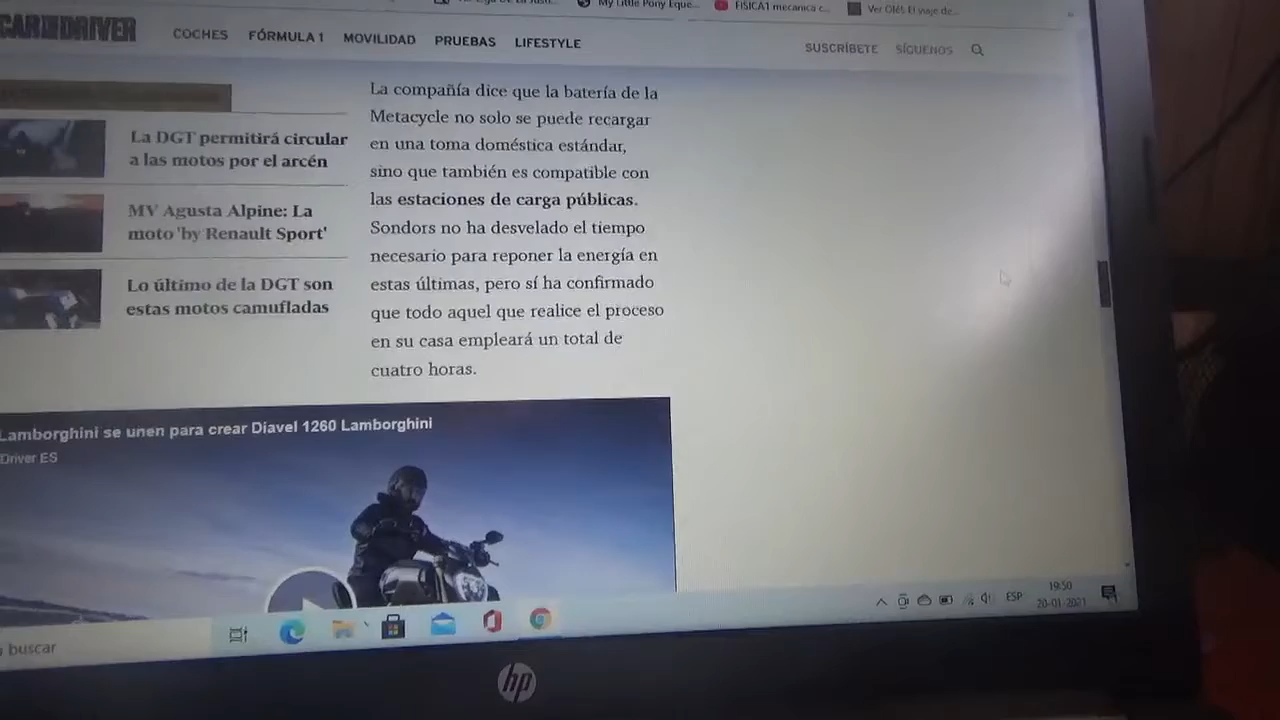 My Little Pony Eque...
FISICA1 mecanica c...
Ver Olé!. El viaje de...
CAR AND DRIVER
COCHES
FÓRMULA 1
MOVILIDAD
PRUEBAS
LIFESTYLE
SUSCRÍBETE
SÍGUENOS
La DGT permitirá circular
a las motos por el arcén
MV Agusta Alpine: La
moto 'by Renault Sport'
Lo último de la DGT son
estas motos camufladas
La compañía dice que la batería de la
Metacycle no solo se puede recargar
en una toma doméstica estándar,
sino que también es compatible con
las estaciones de carga públicas.
Sondors no ha desvelado el tiempo
necesario para reponer la energía en
estas últimas, pero sí ha confirmado
que todo aquel que realice el proceso
en su casa empleará un total de
cuatro horas.
Lamborghini se unen para crear Diavel 1260 Lamborghini
Driver ES
buscar
ESP
19:50
20-01-2021
hp